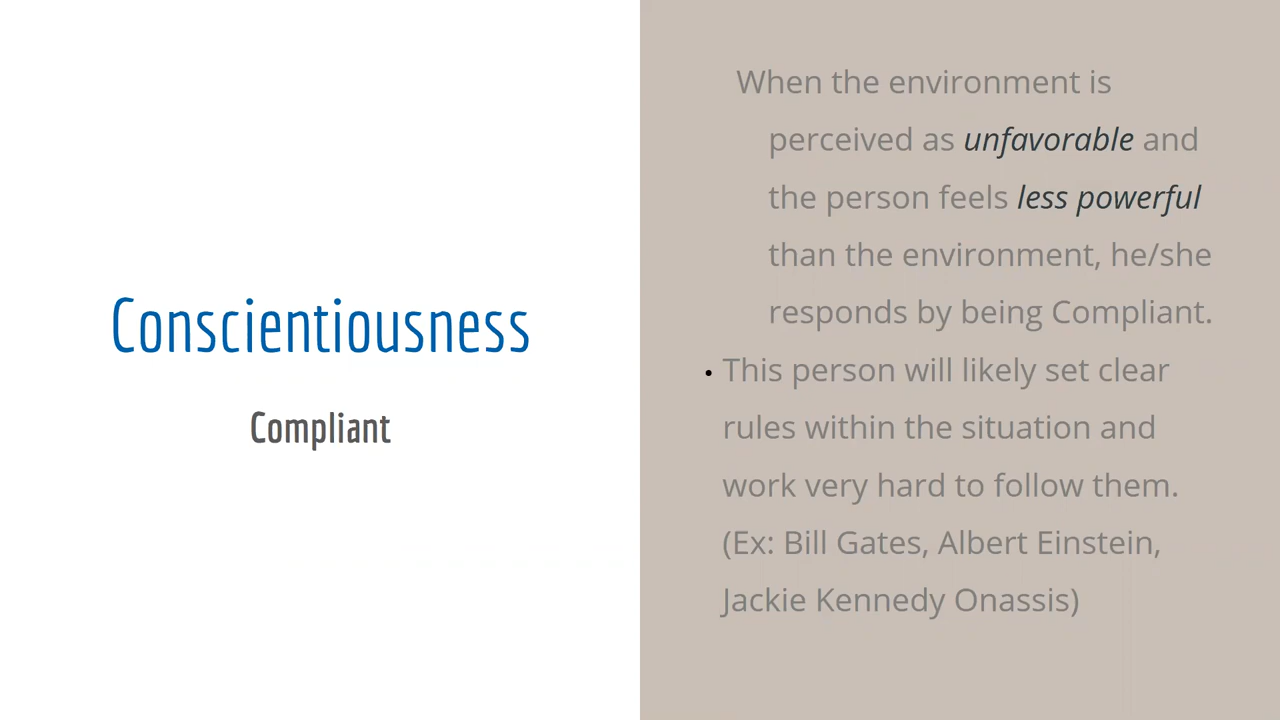 Conscientiousness
Compliant
When the environment is
perceived as unfavorable and
the person feels less powerful
than the environment, he/she
responds by being Compliant.
• This person will likely set clear
rules within the situation and
work very hard to follow them.
(Ex: Bill Gates, Albert Einstein,
Jackie Kennedy Onassis)